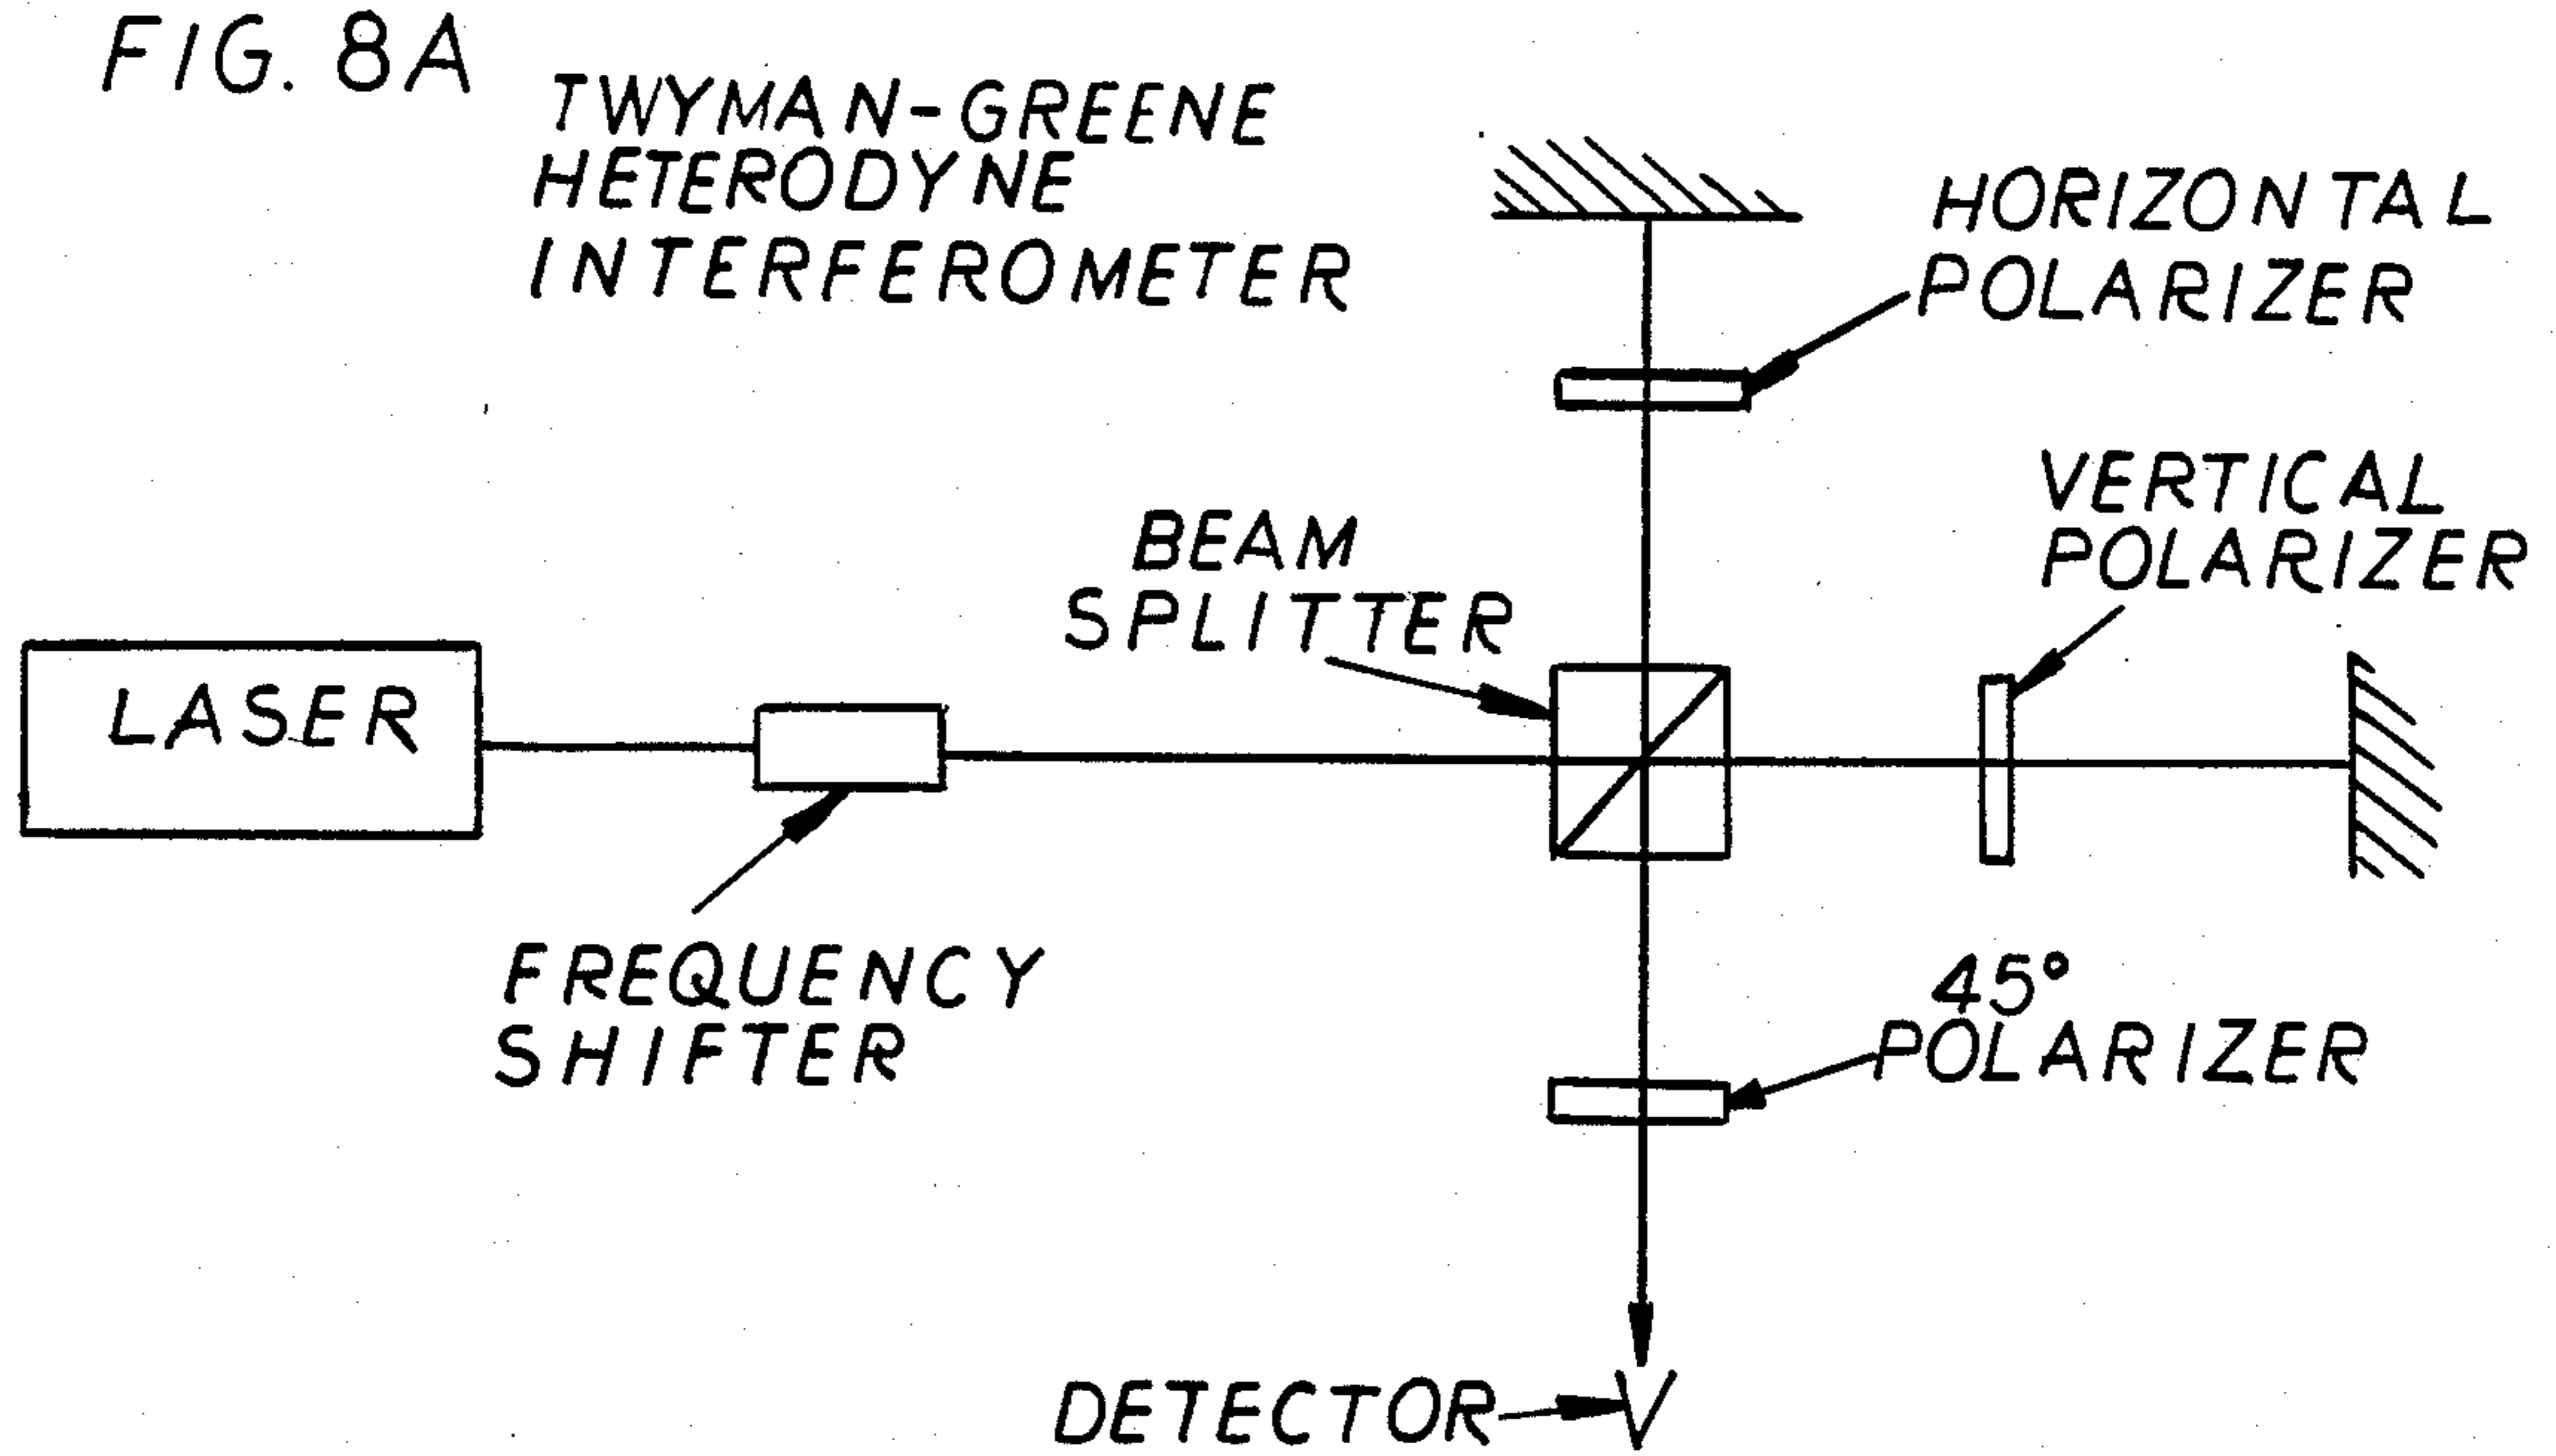 FIG. 8A
TWYMAN-GREENE
HETERODYNE
INTERFEROMETER
HORIZONTAL
POLARIZER
VERTICAL
POLARIZER
BEAM
SPLITTER
LASER
FREQUENCY
SHIFTER
45°
POLARIZER
DETECTOR